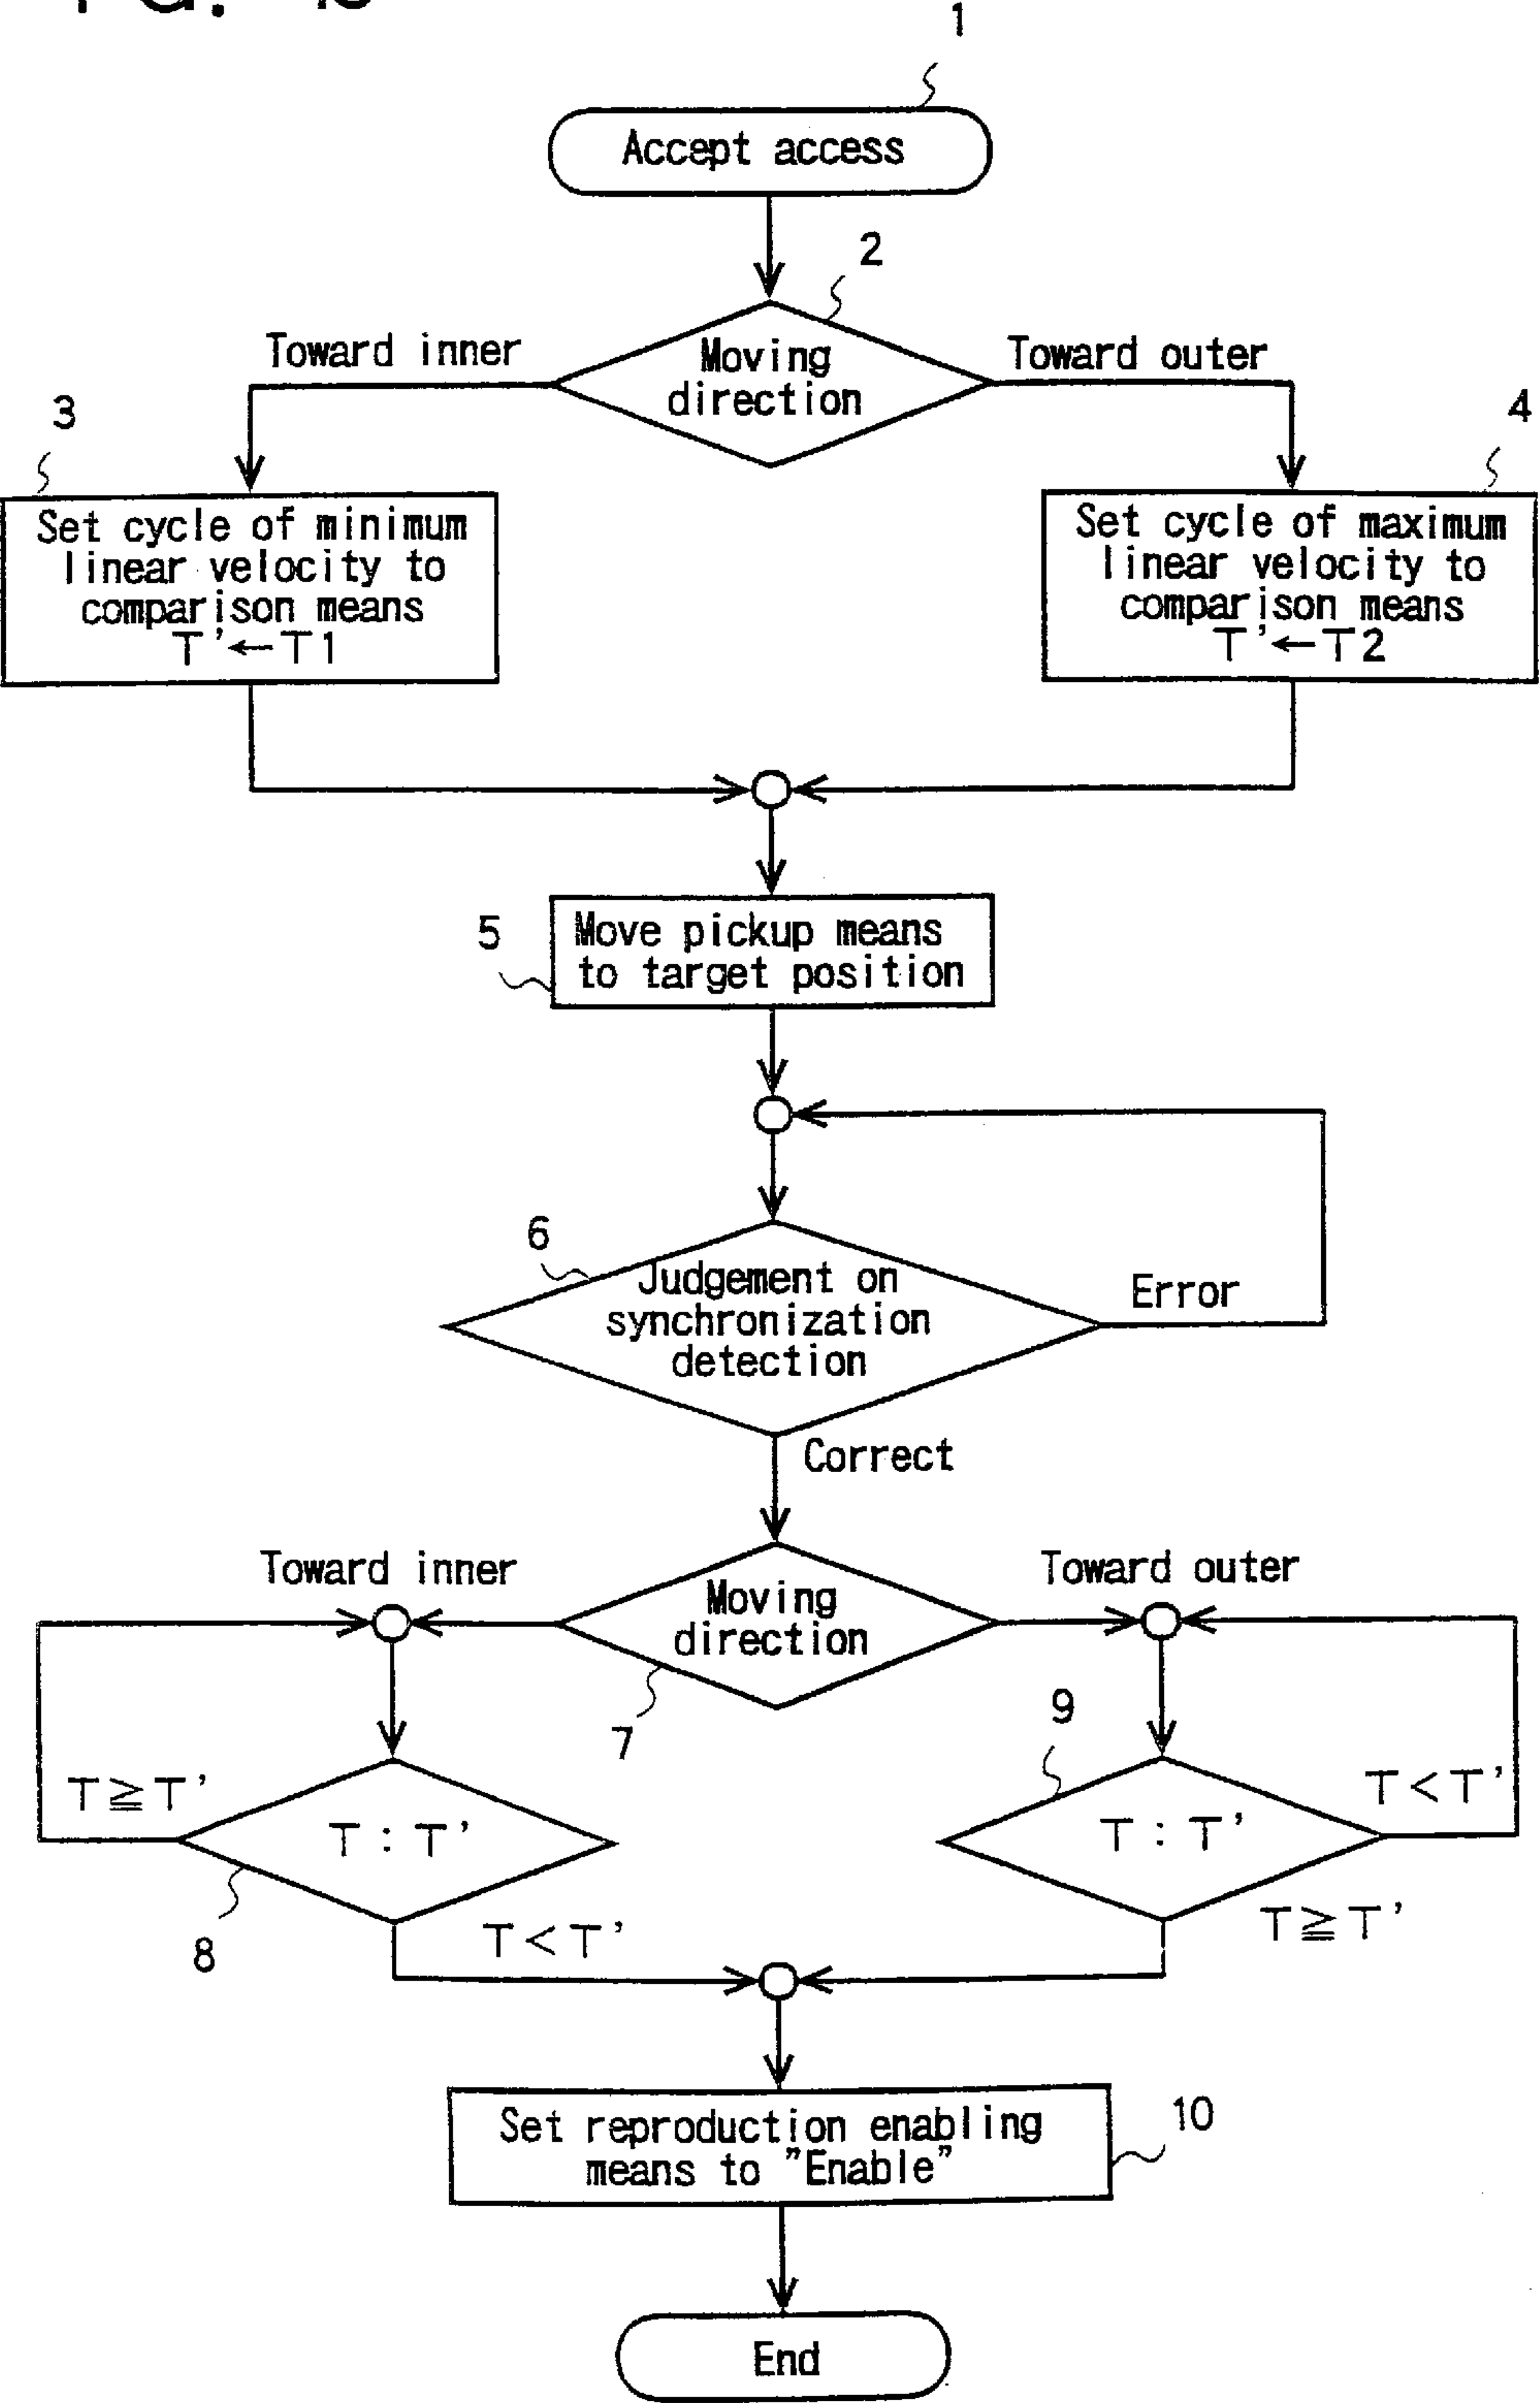 1
Accept access
2
Toward inner
Moving
direction
Toward outer
3
4
Set cycle of minimum
linear velocity to
comparison means
T'←T1
Set cycle of maximum
linear velocity to
comparison means
T'←T2
5
Move pickup means
to target position
6
Judgement on
synchronization
detection
Error
Correct
Toward inner
Moving
direction
Toward outer
7
9
T≧T'
T:T'
8
T<T'
T:T'
T<T'
T≧T'
Set reproduction enabling
means to "Enable"
10
End